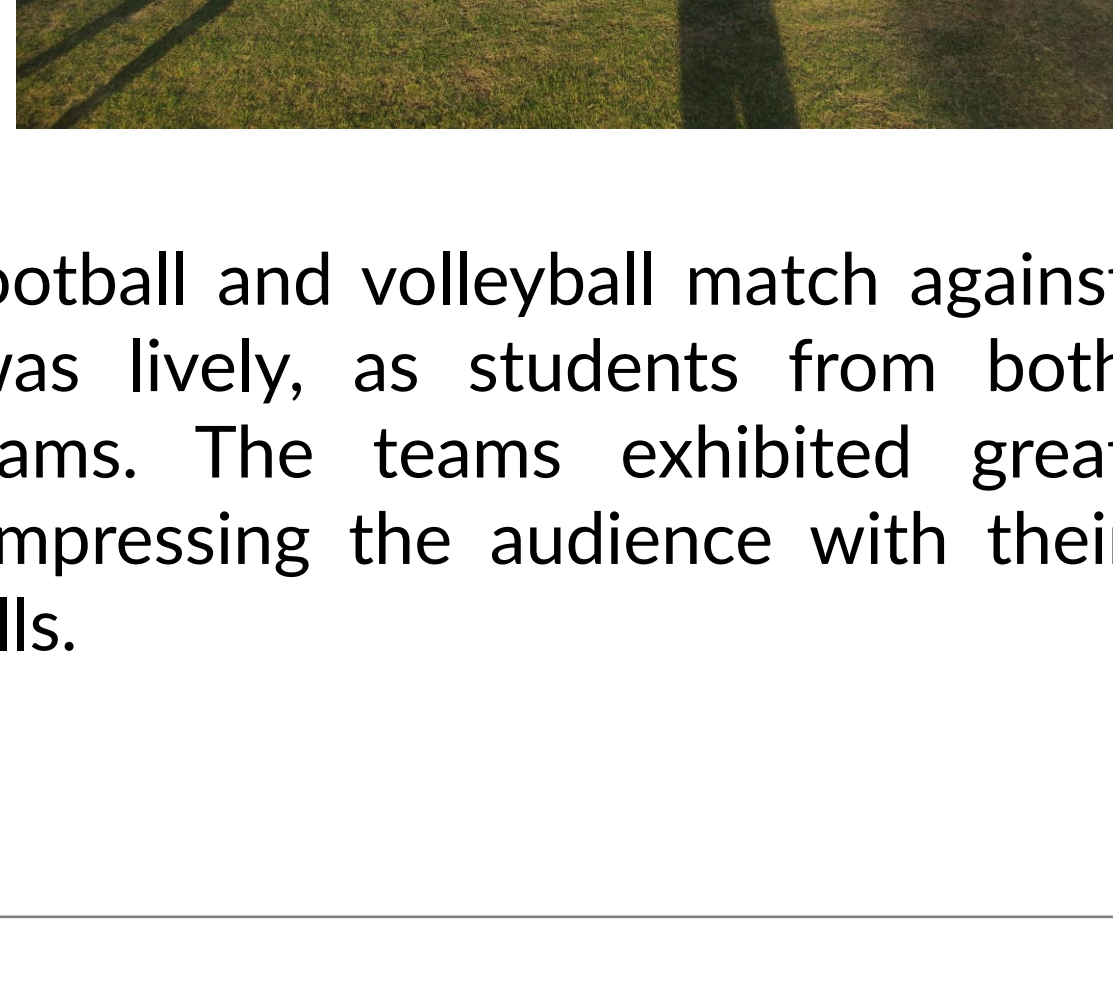 ootball and volleyball match against
was lively, as students from both
ams. The teams exhibited great
mpressing the audience with their
lls.